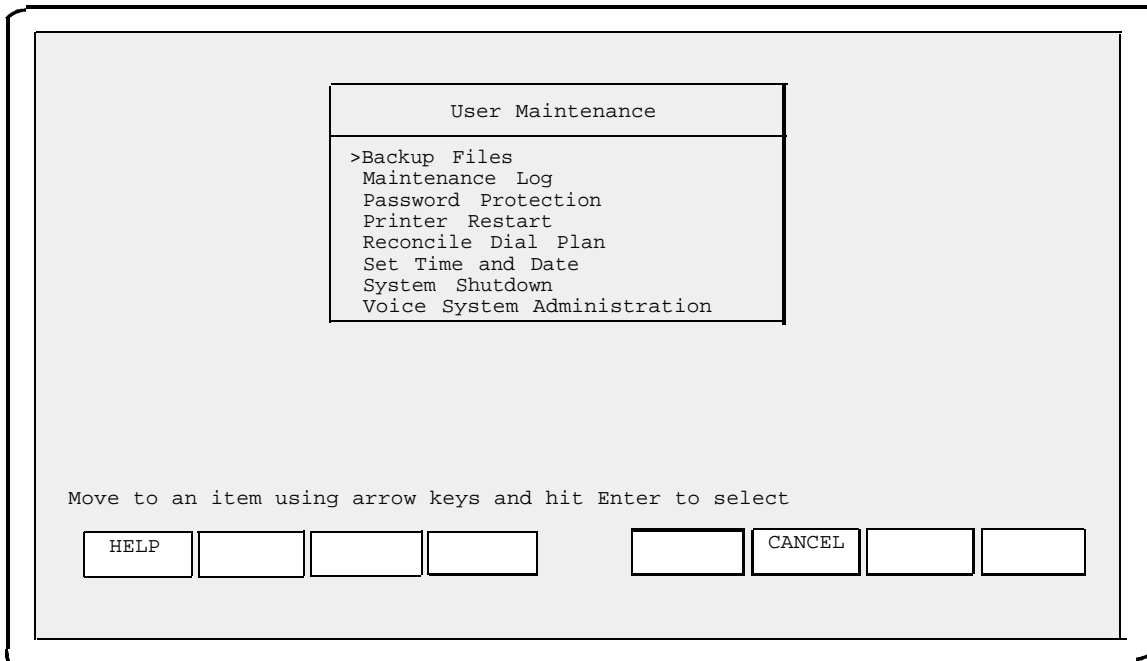 User Maintenance
>Backup Files
Maintenance Log
Password Protection
Printer Restart
Reconcile Dial Plan
Set Time and Date
System Shutdown
Voice System Administration
Move to an item using arrow keys and hit Enter to select
HELP CANCEL